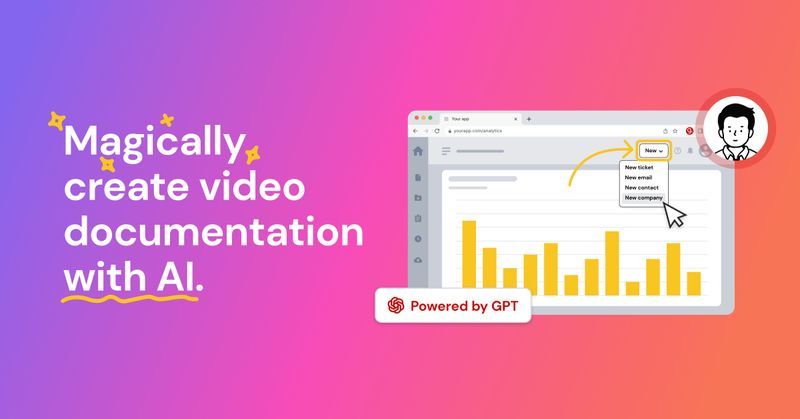 Magically
create video
documentation
with AI.
Your app
yourapp.com/analytics
New
New ticket
New email
New contact
New company
Powered by GPT